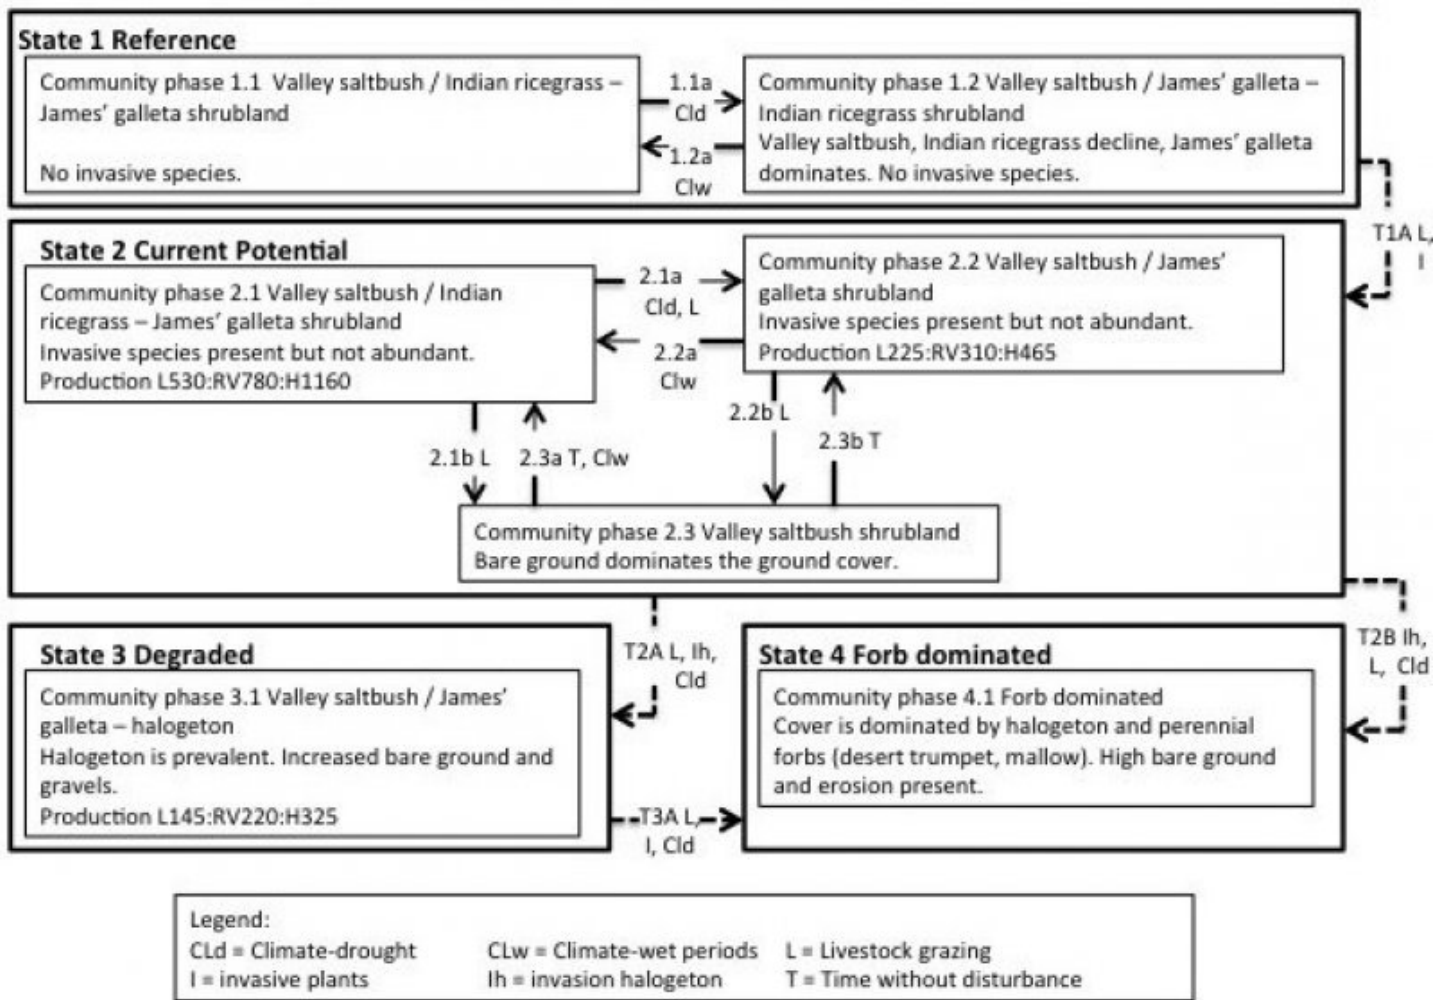 State 1 Reference
Community phase 1.1 Valley saltbush / Indian ricegrass –
James’ galleta shrubland
No invasive species.
1.1a
Cld
1.2a
Clw
Community phase 1.2 Valley saltbush / James’ galleta –
Indian ricegrass shrubland
Valley saltbush, Indian ricegrass decline, James’ galleta
dominates. No invasive species.
T1A L,
I
State 2 Current Potential
Community phase 2.1 Valley saltbush / Indian
ricegrass – James’ galleta shrubland
Invasive species present but not abundant.
Production L530:RV780:H1160
2.1a
Cld, L
2.2a
Clw
Community phase 2.2 Valley saltbush / James’
galleta shrubland
Invasive species present but not abundant.
Production L225:RV310:H465
2.1b L
2.3a T, Clw
2.2b L
2.3b T
Community phase 2.3 Valley saltbush shrubland
Bare ground dominates the ground cover.
T2A L, Ih,
Cld
T2B Ih,
L, Cld
State 3 Degraded
Community phase 3.1 Valley saltbush / James’
galleta – halogeton
Halogeton is prevalent. Increased bare ground and
gravels.
Production L145:RV220:H325
T3A L,
I, Cld
State 4 Forb dominated
Community phase 4.1 Forb dominated
Cover is dominated by halogeton and perennial
forbs (desert trumpet, mallow). High bare ground
and erosion present.
Legend:
CLd = Climate-drought CLw = Climate-wet periods L = Livestock grazing
I = invasive plants Ih = invasion halogeton T = Time without disturbance